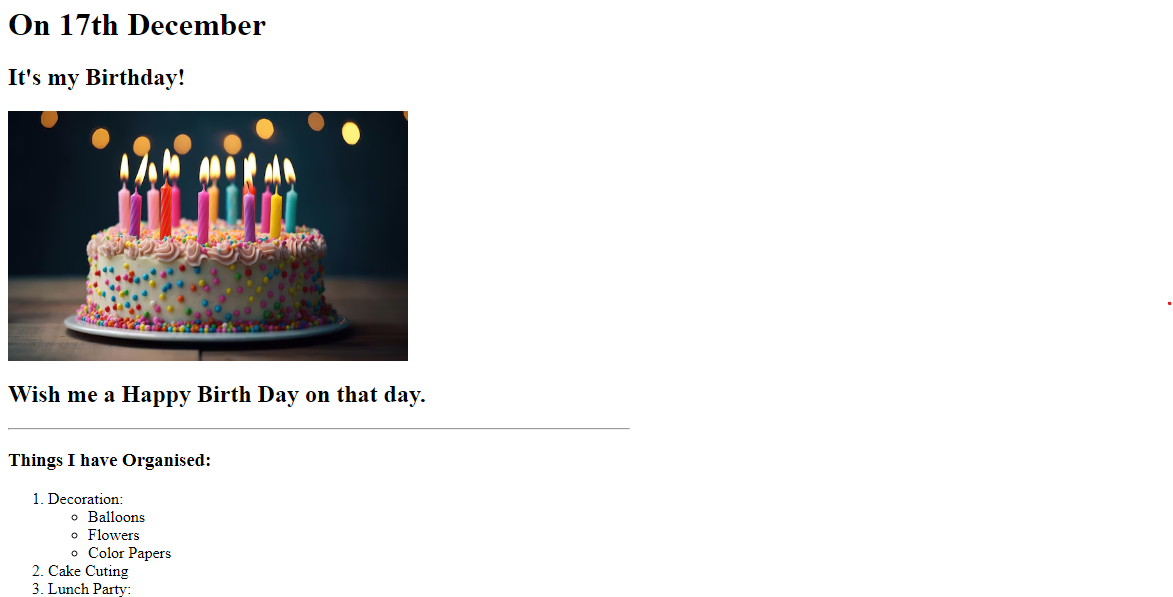 On 17th December
It's my Birthday!
Wish me a Happy Birth Day on that day.
Things I have Organised:
1. Decoration:
Balloons
Flowers
Color Papers
2. Cake Cuting
3. Lunch Party: